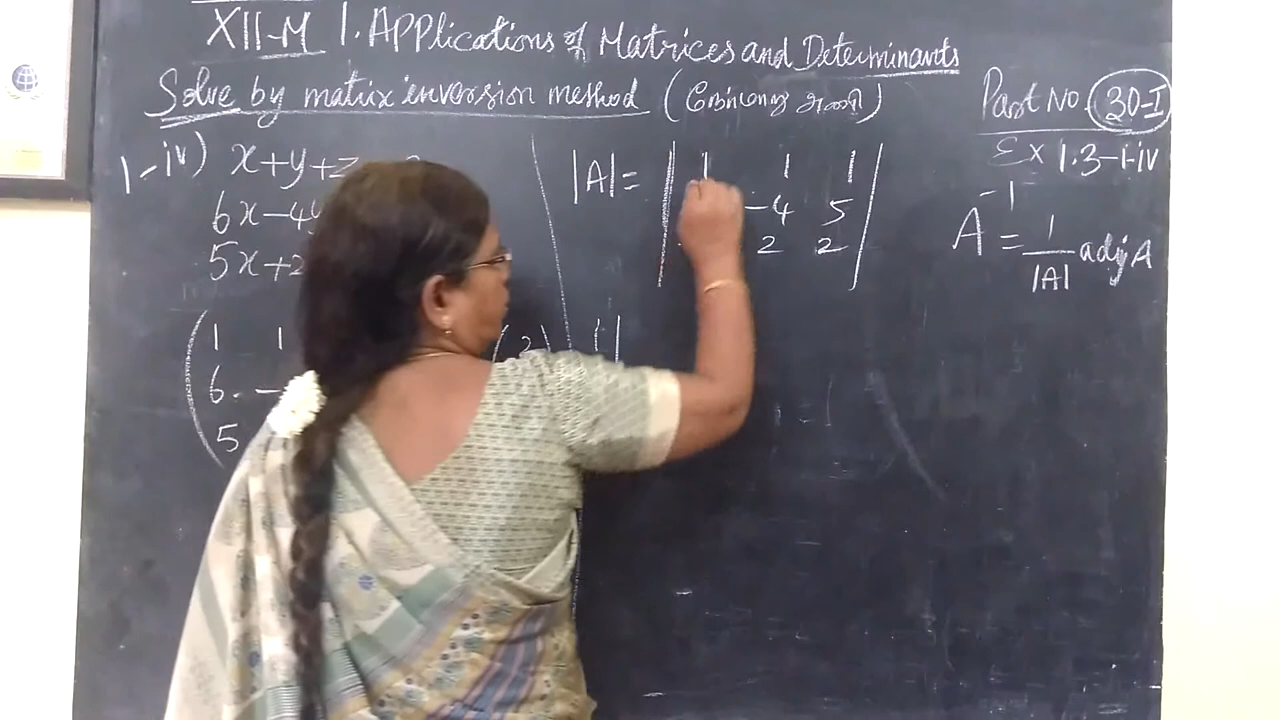 XII-M 1. Applications of Matrices and Determinants
Solve by matrix inversion method (
Part No. 30-I
Ex 1.3-1-iv
1-iv) x+y+z
6x-4y
5x+2
|A| = | 1 1 1
-4 5
2 2 |
A⁻¹ = 1/|A| adj A
1 1
6 -
5